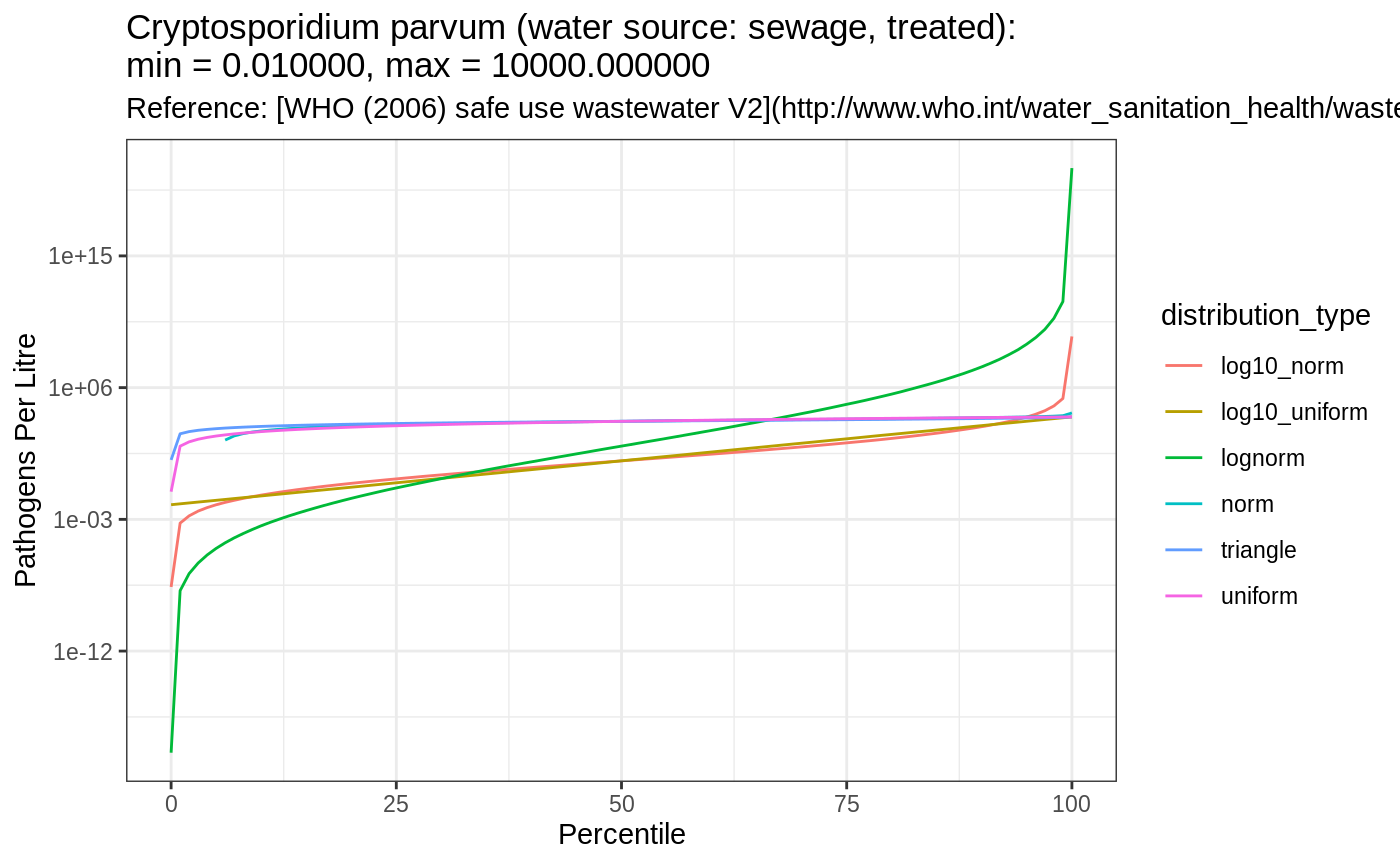 Cryptosporidium parvum (water source: sewage, treated):
min = 0.010000, max = 10000.000000
Reference: [WHO (2006) safe use wastewater V2](http://www.who.int/water_sanitation_health/waste
Pathogens Per Litre
1e+15
1e+06
1e-03
1e-12
0 25 50 75 100
Percentile
distribution_type
log10_norm
log10_uniform
lognorm
norm
triangle
uniform